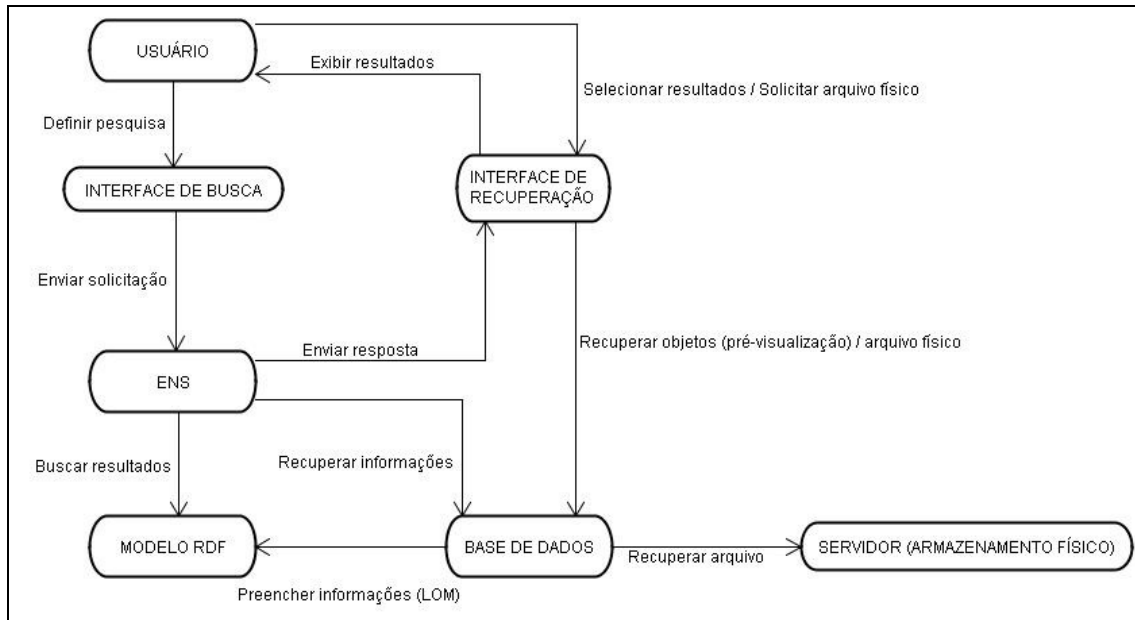 USUÁRIO
Exibir resultados
Selecionar resultados / Solicitar arquivo físico
Definir pesquisa
INTERFACE DE BUSCA
INTERFACE DE
RECUPERAÇÃO
Enviar solicitação
Enviar resposta
Recuperar objetos (pré-visualização) / arquivo físico
ENS
Buscar resultados
Recuperar informações
MODELO RDF
BASE DE DADOS
Recuperar arquivo
SERVIDOR (ARMAZENAMENTO FÍSICO)
Preencher informações (LOM)